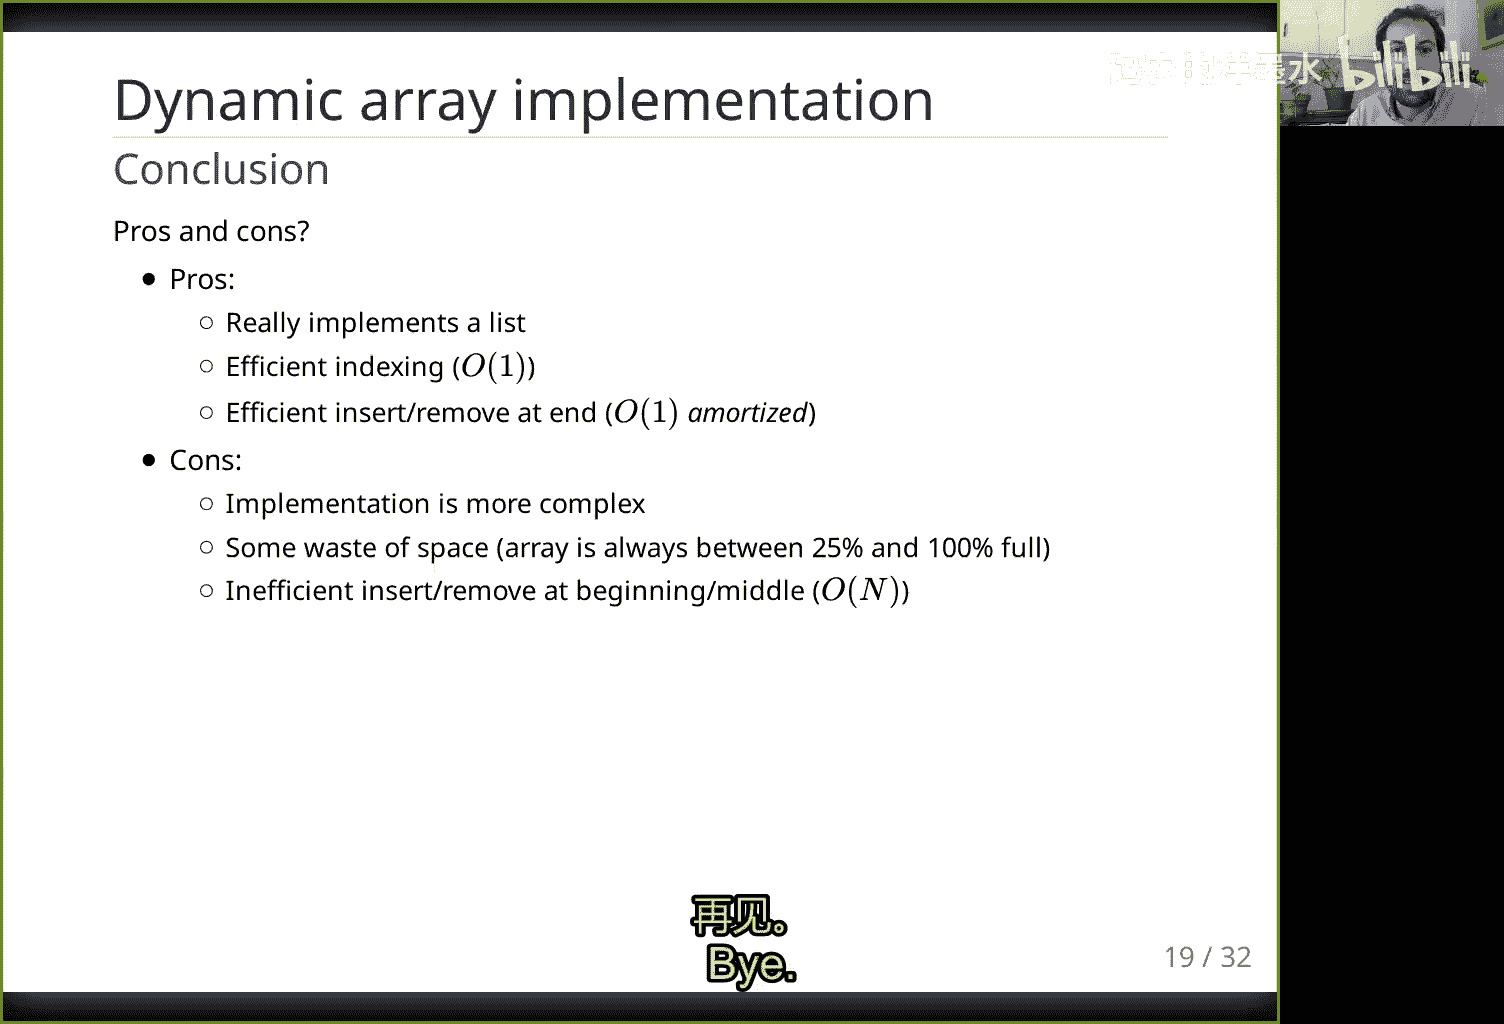 Dynamic array implementation
Conclusion
Pros and cons?
• Pros:
○ Really implements a list
○ Efficient indexing (O(1))
○ Efficient insert/remove at end (O(1) amortized)
• Cons:
○ Implementation is more complex
○ Some waste of space (array is always between 25% and 100% full)
○ Inefficient insert/remove at beginning/middle (O(N))
再见。
Bye.
19 / 32
水 bilibili